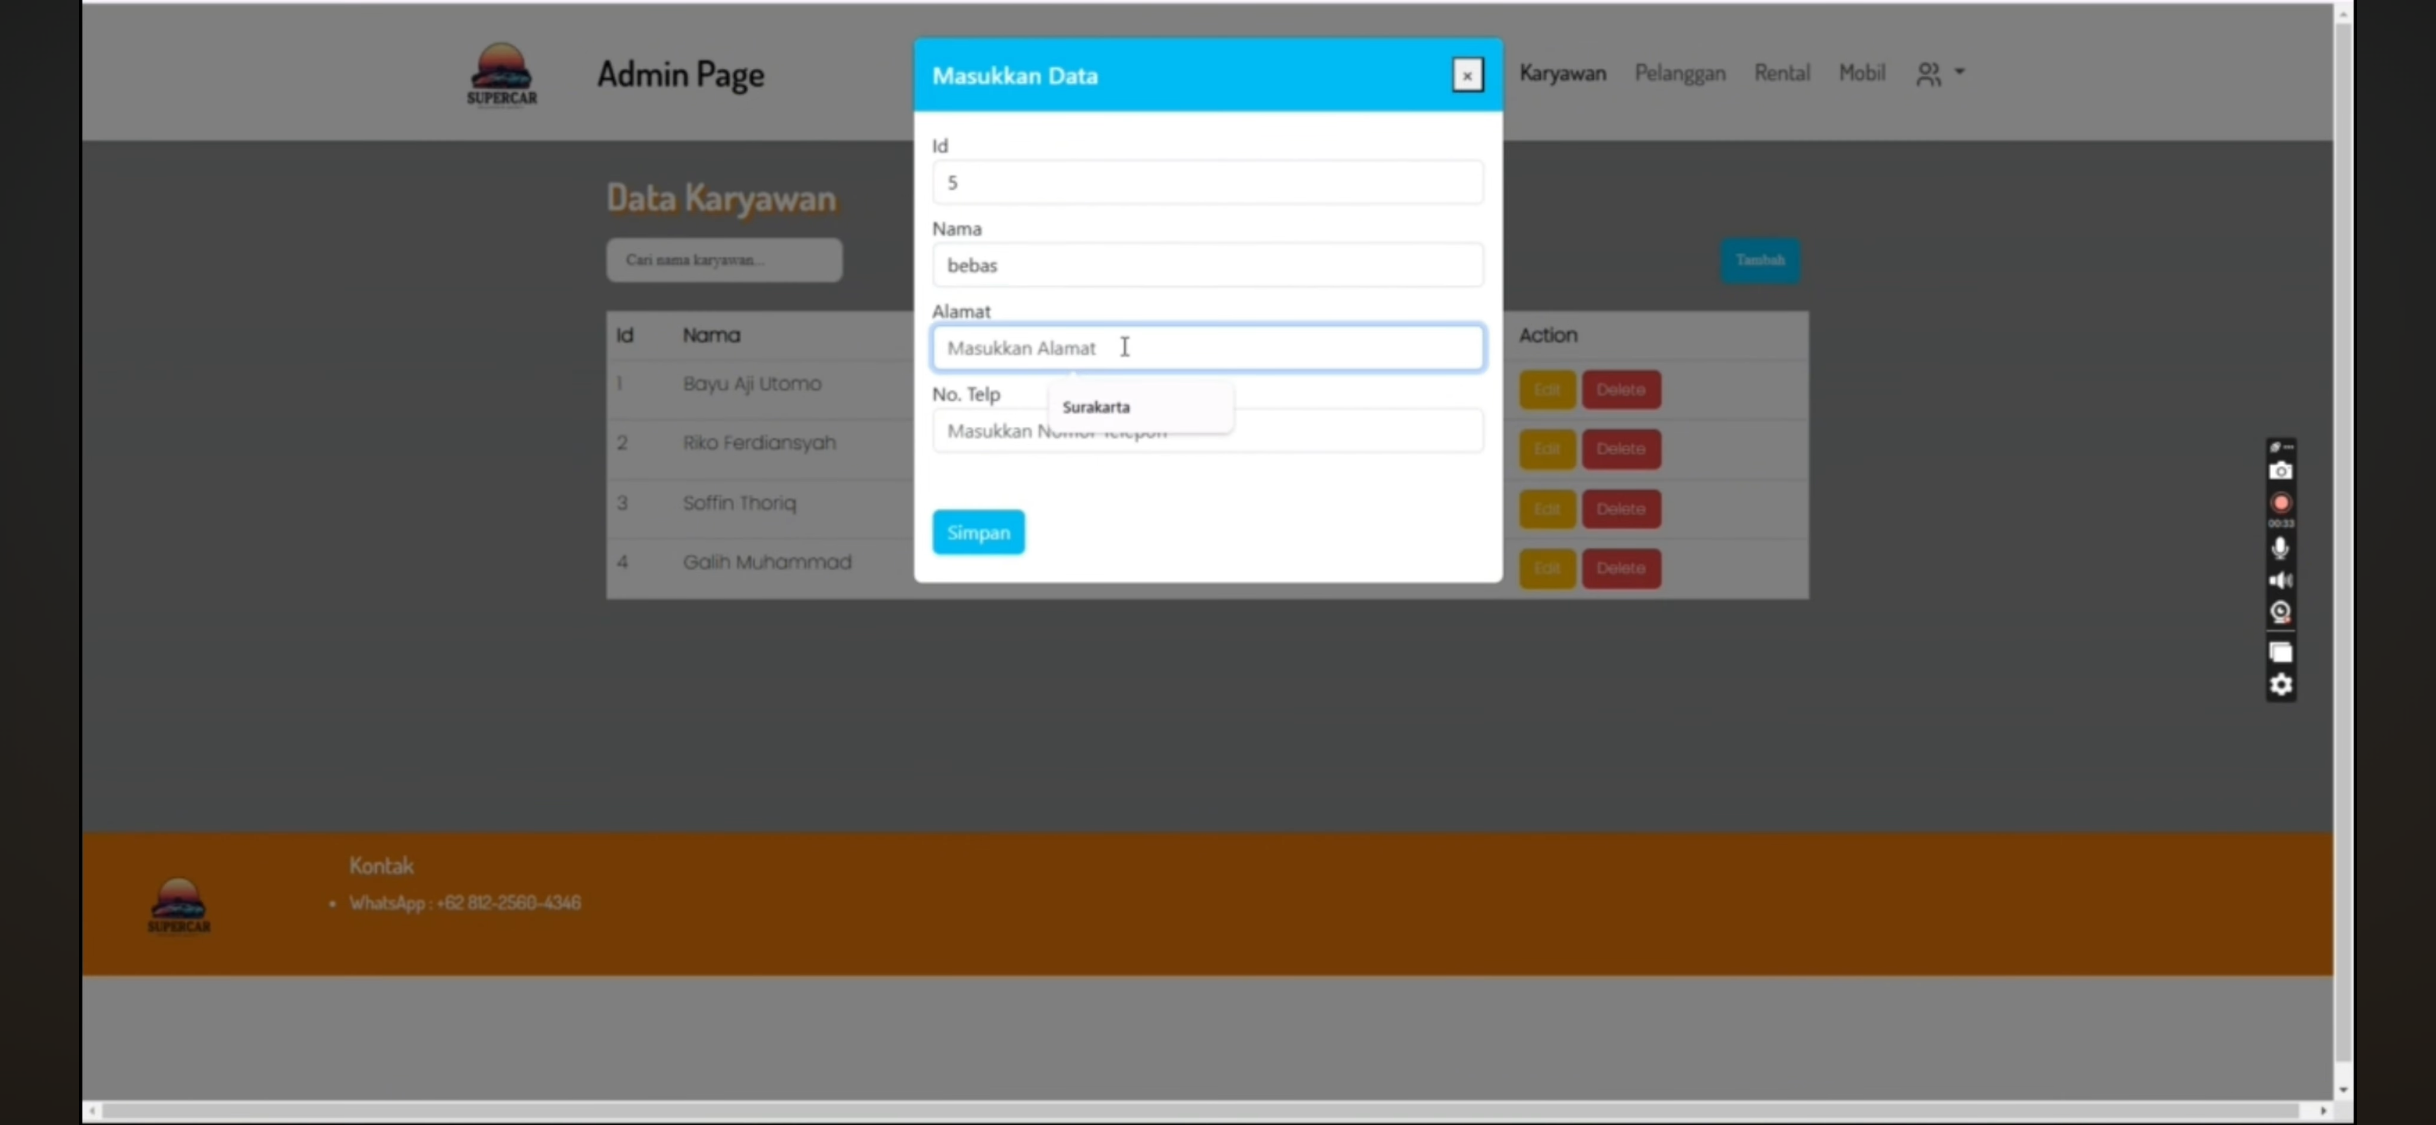 SUPERCAR
Admin Page
Karyawan
Pelanggan
Rental
Mobil
Masukkan Data
×
Id
5
Nama
bebas
Alamat
Masukkan Alamat
Surakarta
No. Telp
Masukkan Nomor Telepon
Simpan
Data Karyawan
Cari nama karyawan...
Tambah
Id Nama Action
1 Bayu Aji Utomo Edit Delete
2 Riko Ferdiansyah Edit Delete
3 Soffin Thoriq Edit Delete
4 Galih Muhammad Edit Delete
00:33
SUPERCAR
Kontak
• WhatsApp : +62 812-2560-4346